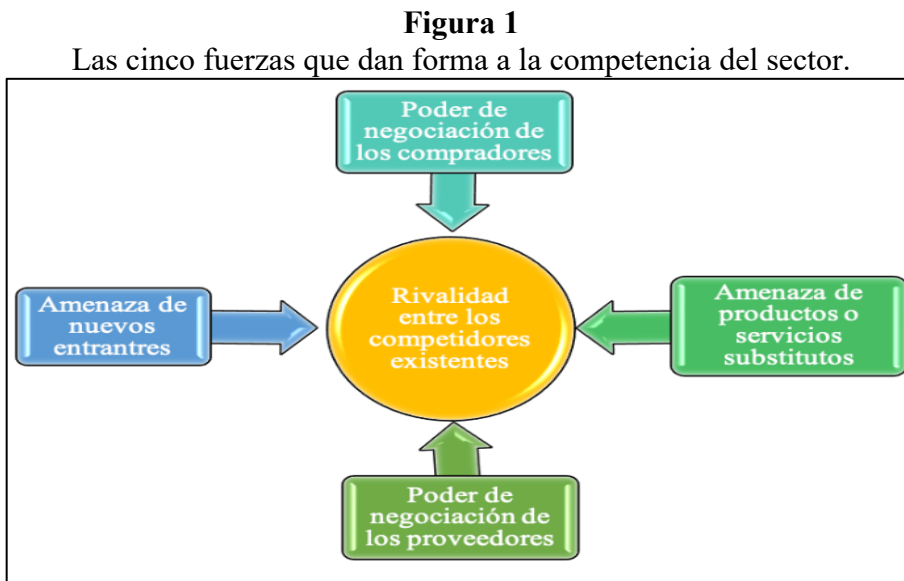 Figura 1
Las cinco fuerzas que dan forma a la competencia del sector.
Poder de
negociación de
los compradores
Amenaza de
nuevos
entrantres
Rivalidad
entre los
competidores
existentes
Amenaza de
productos o
servicios
substitutos
Poder de
negociación de
los proveedores